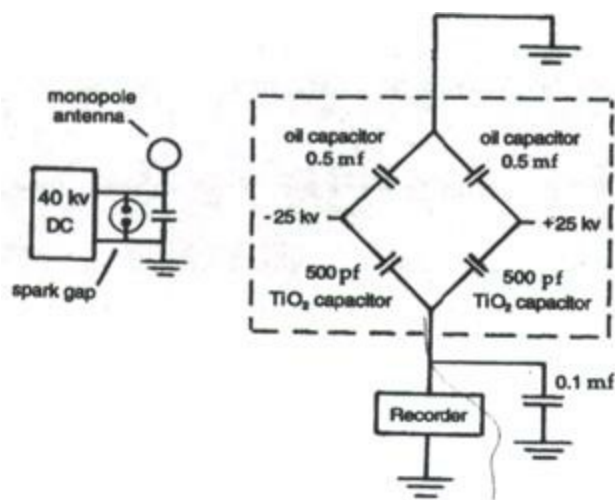 monopole
antenna
40 kv
DC
spark gap
oil capacitor
0.5 mf
oil capacitor
0.5 mf
-25 kv
+25 kv
500 pf
TiO₂ capacitor
500 pf
TiO₂ capacitor
0.1 mf
Recorder